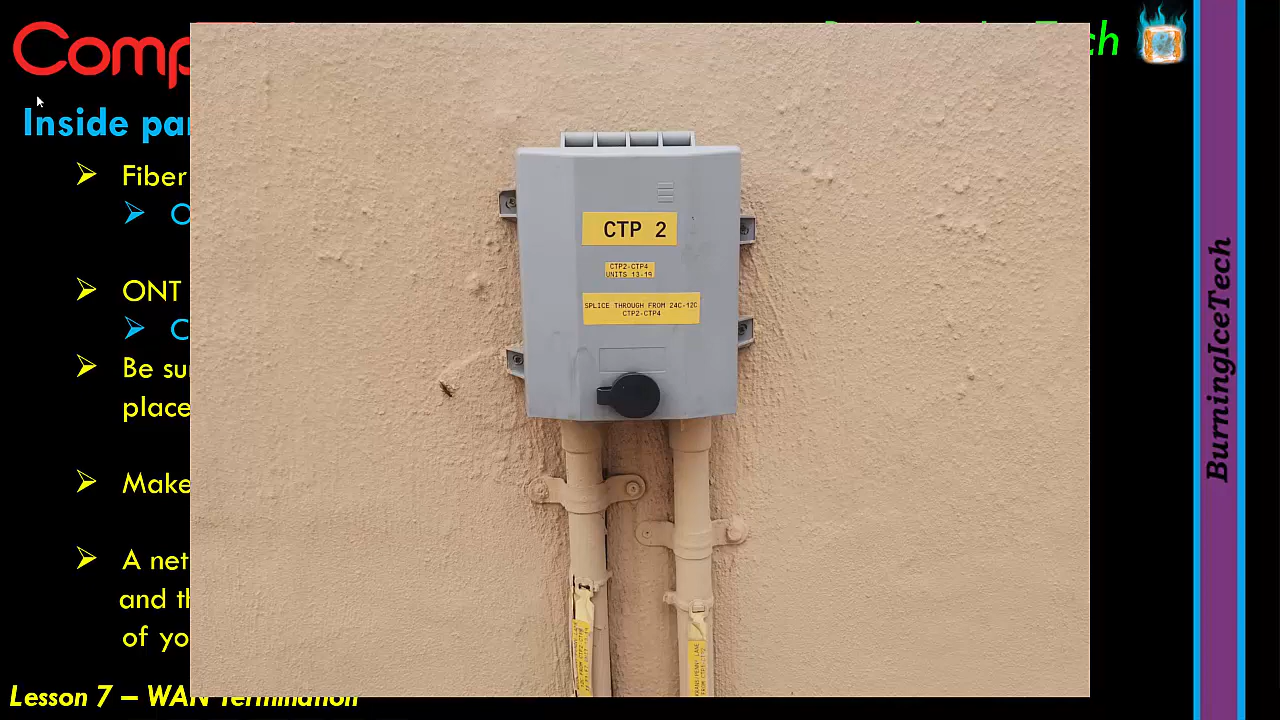 Comp
ch
Inside par
Fiber
ONT
Be su
place
Make
A net
and th
of yo
Lesson 7 – WAN Termination
CTP 2
CTP2-CTP4
UNITS 13-19
SPLICE THROUGH FROM 24C-12C
CTP2-CTP4
BurningIceTech